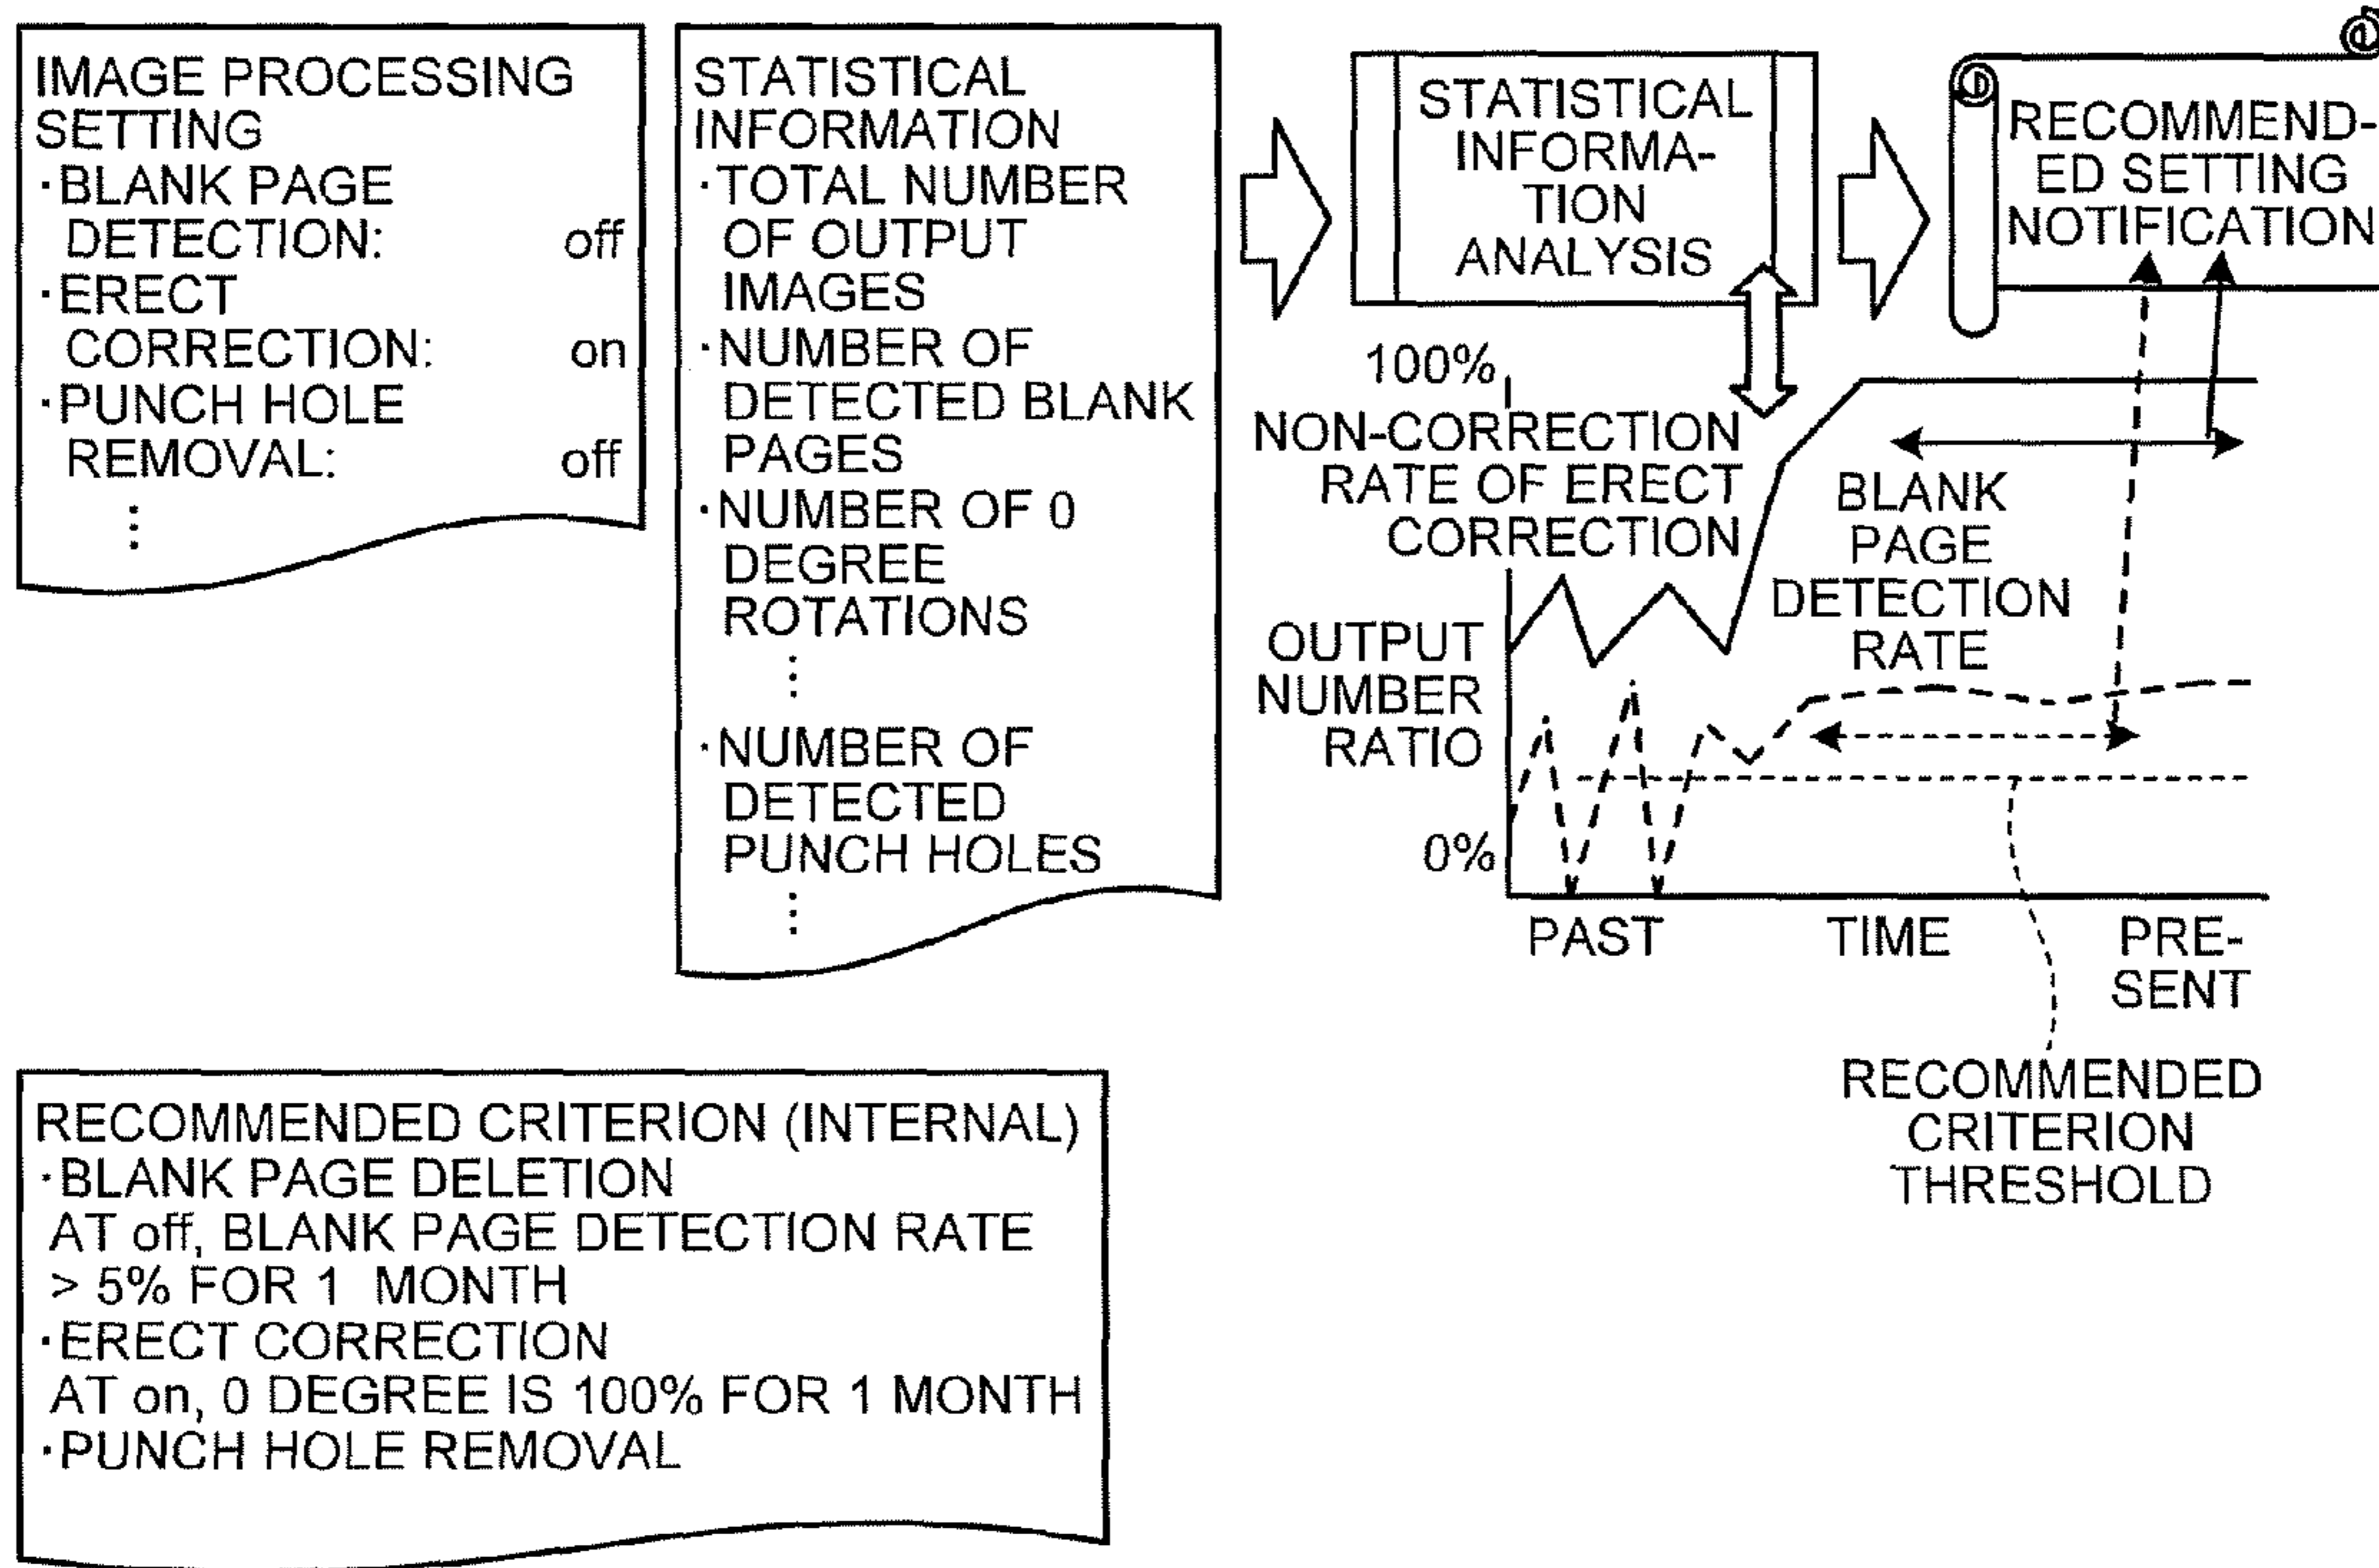 IMAGE PROCESSING
SETTING
·BLANK PAGE
DETECTION: off
·ERECT
CORRECTION: on
·PUNCH HOLE
REMOVAL: off
⋮
STATISTICAL
INFORMATION
·TOTAL NUMBER
OF OUTPUT
IMAGES
·NUMBER OF
DETECTED BLANK
PAGES
·NUMBER OF 0
DEGREE
ROTATIONS
⋮
·NUMBER OF
DETECTED
PUNCH HOLES
⋮
STATISTICAL
INFORMA-
TION
ANALYSIS
RECOMMEND-
ED SETTING
NOTIFICATION
100%
NON-CORRECTION
RATE OF ERECT
CORRECTION
BLANK
PAGE
DETECTION
RATE
OUTPUT
NUMBER
RATIO
0%
PAST TIME PRE-
SENT
RECOMMENDED
CRITERION
THRESHOLD
RECOMMENDED CRITERION (INTERNAL)
·BLANK PAGE DELETION
AT off, BLANK PAGE DETECTION RATE
> 5% FOR 1 MONTH
·ERECT CORRECTION
AT on, 0 DEGREE IS 100% FOR 1 MONTH
·PUNCH HOLE REMOVAL